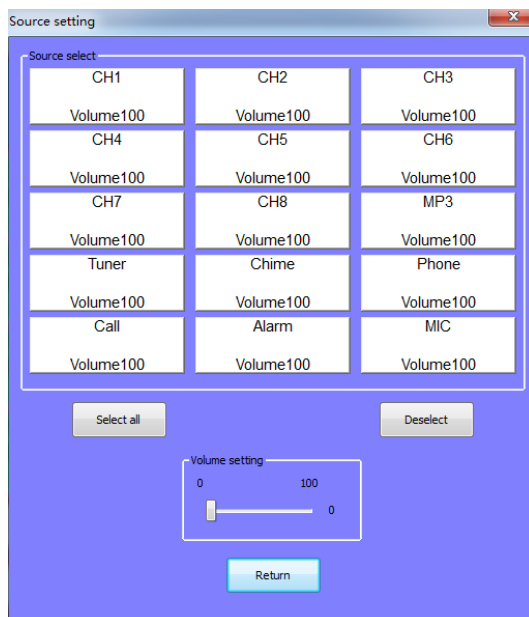 Source setting
Source select
CH1 CH2 CH3
Volume100 Volume100 Volume100
CH4 CH5 CH6
Volume100 Volume100 Volume100
CH7 CH8 MP3
Volume100 Volume100 Volume100
Tuner Chime Phone
Volume100 Volume100 Volume100
Call Alarm MIC
Volume100 Volume100 Volume100
Select all Deselect
Volume setting
0 100
0
Return